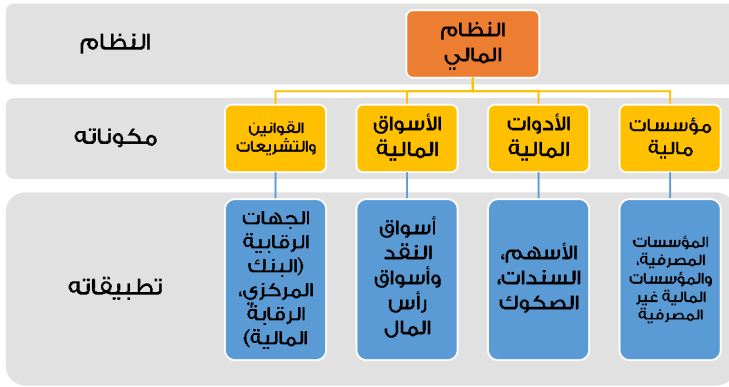 النظام
النظام
المالي
مكوناته
مؤسسات
مالية
الأدوات
المالية
الأسواق
المالية
القوانين
والتشريعات
تطبيقاته
المؤسسات
المصرفية،
والمؤسسات
المالية غير
المصرفية
الأسهم،
السندات،
الصكوك
أسواق
النقد
وأسواق
رأس
المال
الجهات
الرقابية
(البنك
المركزي،
الرقابة
المالية)